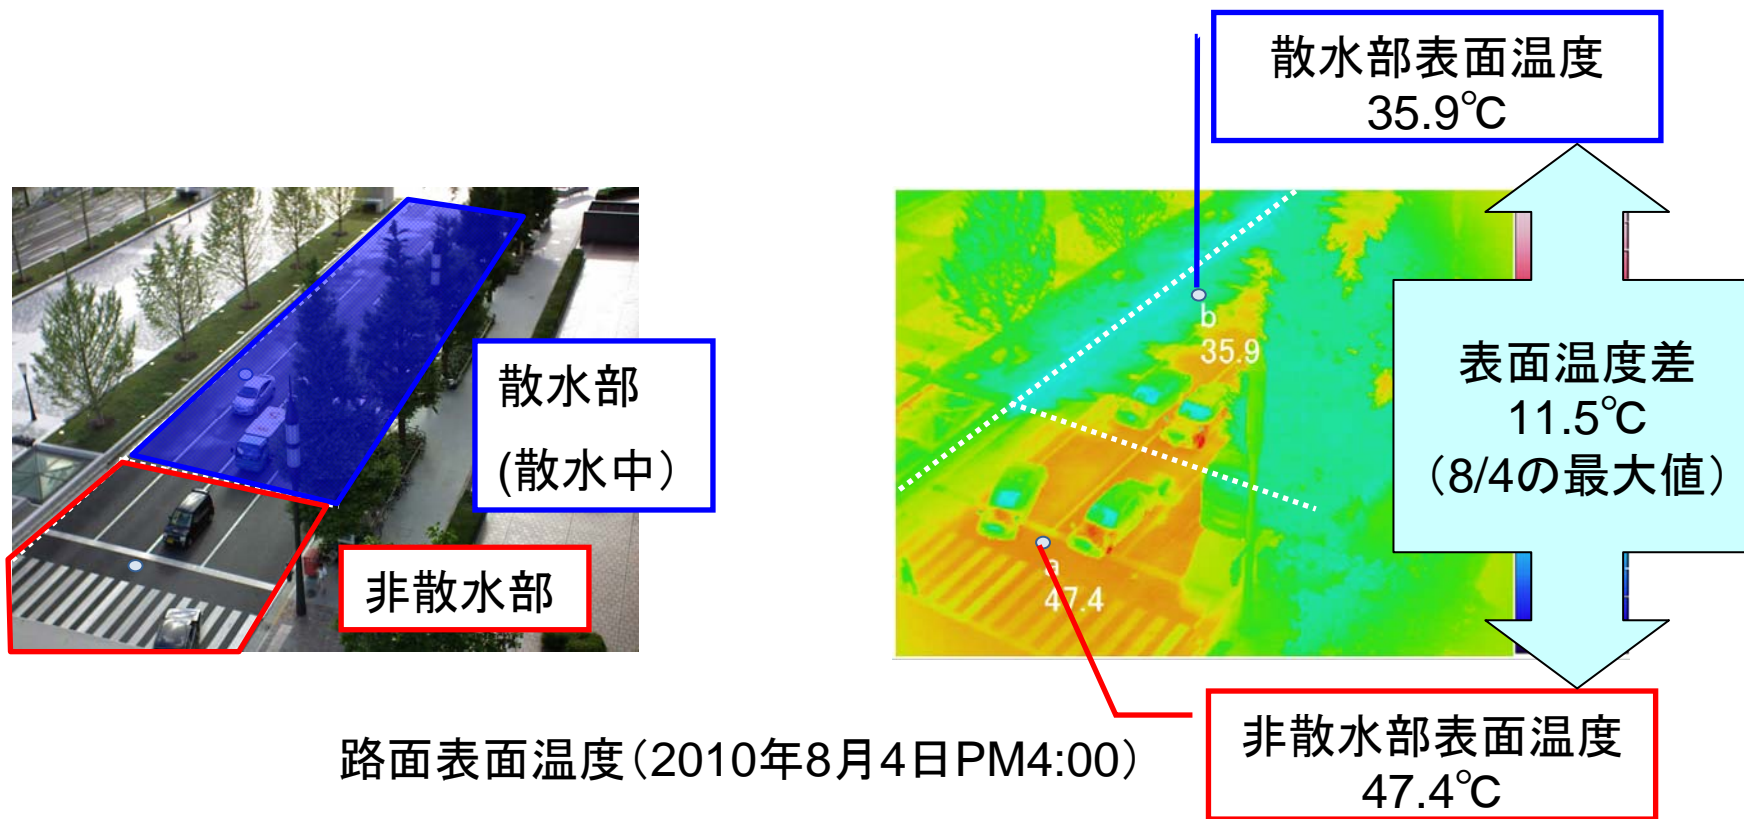 散水部表面温度
35.9℃
散水部
(散水中）
非散水部
b
35.9
a
47.4
表面温度差
11.5℃
（8/4の最大値）
非散水部表面温度
47.4℃
路面表面温度（2010年8月4日PM4:00）